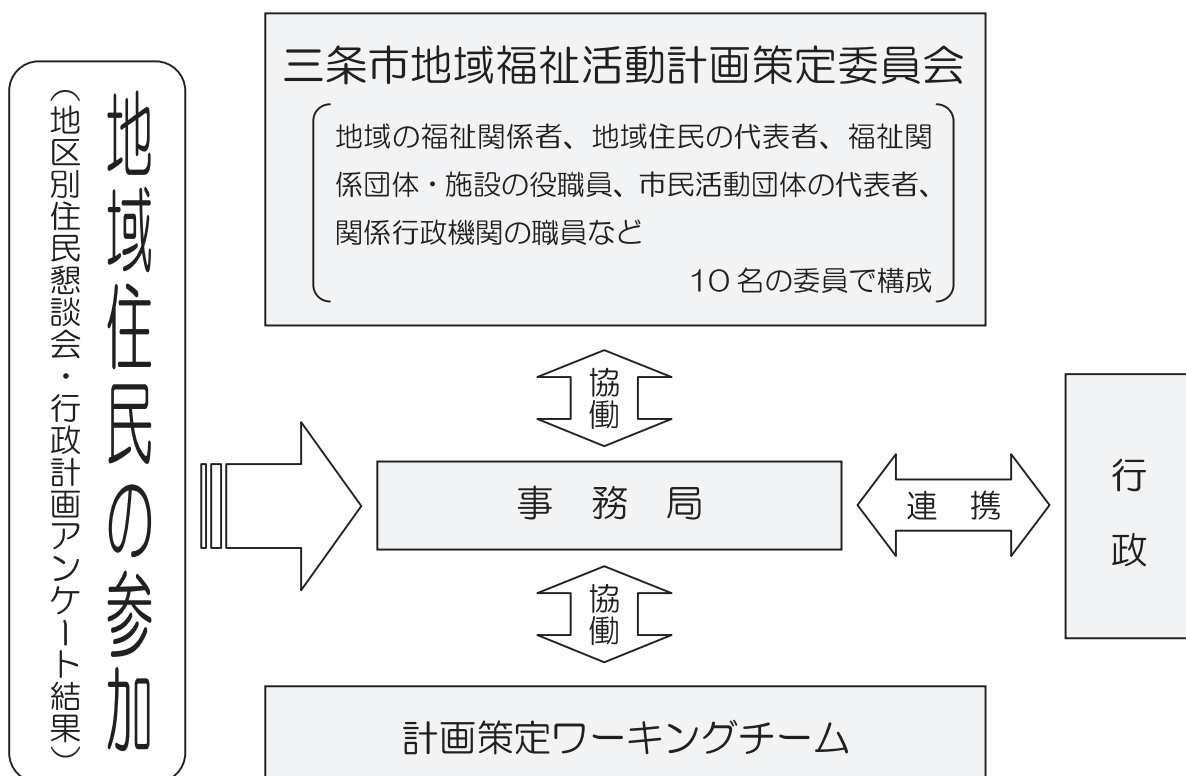 三条市地域福祉活動計画策定委員会
地域の福祉関係者、地域住民の代表者、福祉関
係団体・施設の役職員、市民活動団体の代表者、
関係行政機関の職員など
10名の委員で構成
地域住民の参加
（地区別住民懇談会・行政計画アンケート結果）
協働
事務局
連携
行政
協働
計画策定ワーキングチーム